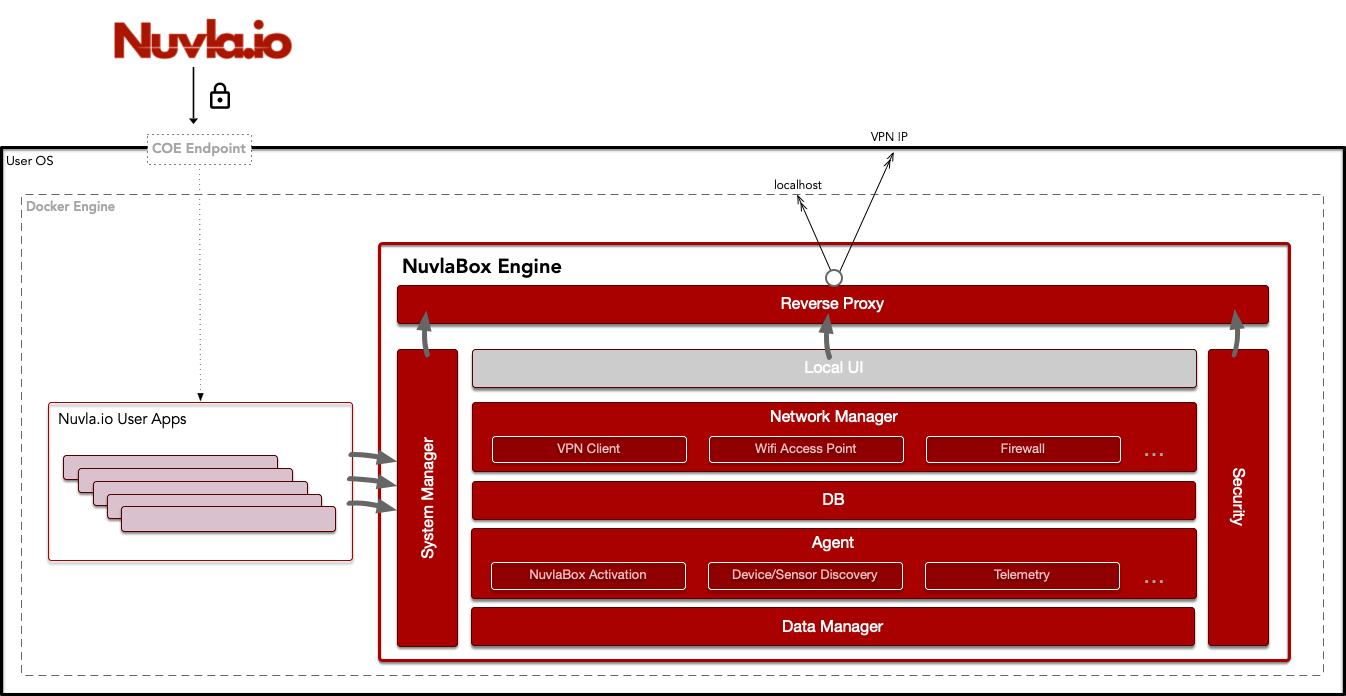 Nuvla.io
VPN IP
COE Endpoint
User OS
localhost
Docker Engine
NuvlaBox Engine
Reverse Proxy
Local UI
Nuvla.io User Apps
Network Manager
VPN Client
Wifi Access Point
Firewall
...
System Manager
DB
Security
Agent
NuvlaBox Activation
Device/Sensor Discovery
Telemetry
...
Data Manager